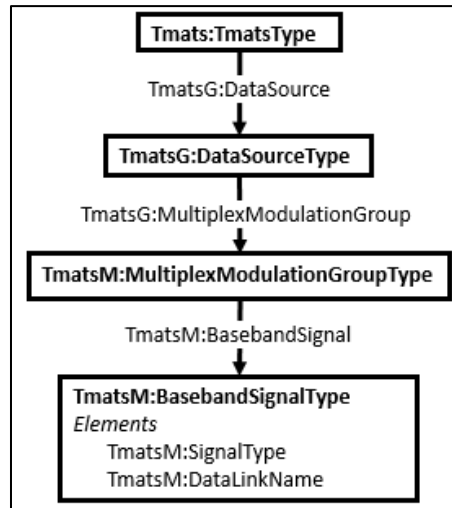 Tmats:TmatsType
TmatsG:DataSource
TmatsG:DataSourceType
TmatsG:MultiplexModulationGroup
TmatsM:MultiplexModulationGroupType
TmatsM:BasebandSignal
TmatsM:BasebandSignalType
Elements
TmatsM:SignalType
TmatsM:DataLinkName